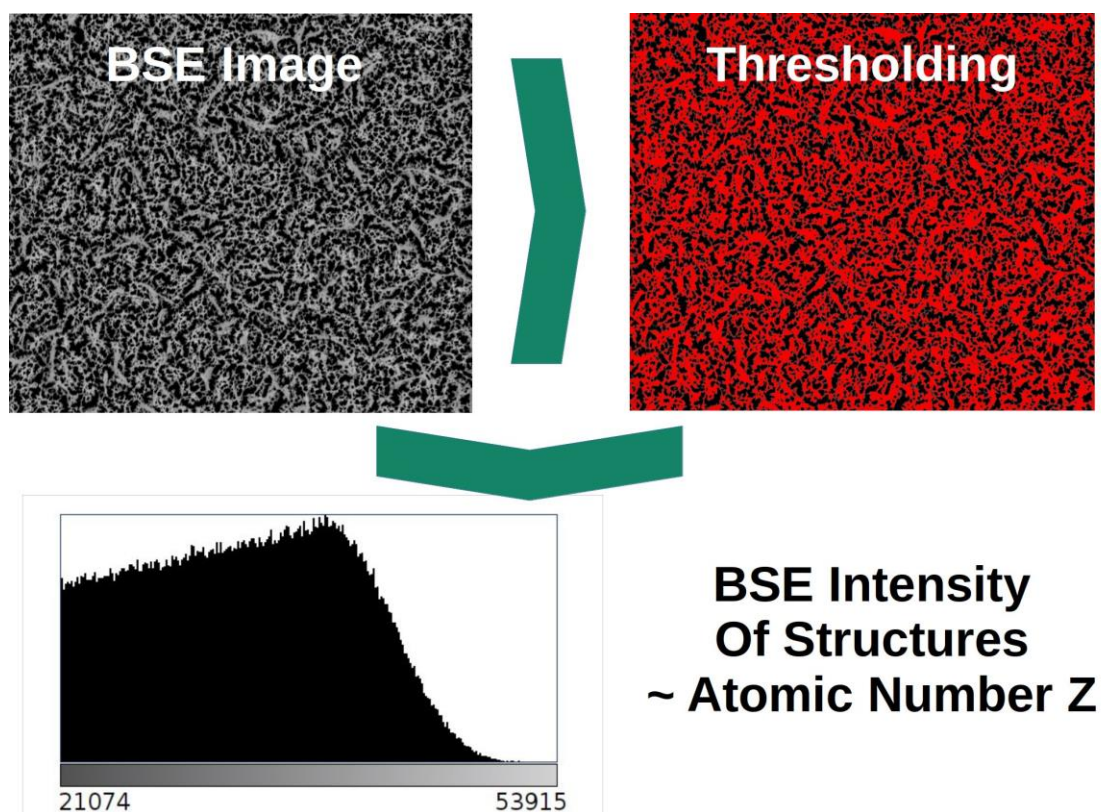 BSE Image
Thresholding
21074
53915
BSE Intensity
Of Structures
~ Atomic Number Z